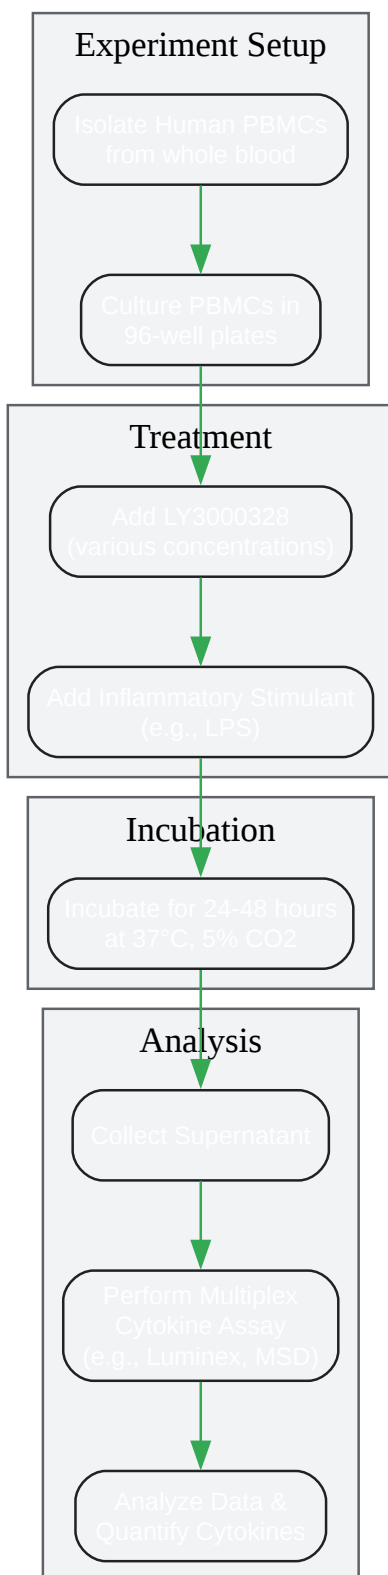 Experiment Setup
Isolate Human PBMCs
from whole blood
Culture PBMCs in
96-well plates
Treatment
Add LY3000328
(various concentrations)
Add Inflammatory Stimulant
(e.g., LPS)
Incubation
Incubate for 24-48 hours
at 37°C, 5% CO2
Analysis
Collect Supernatant
Perform Multiplex
Cytokine Assay
(e.g., Luminex, MSD)
Analyze Data &
Quantify Cytokines